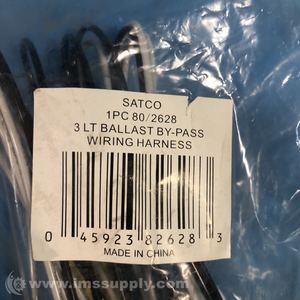 SATCO
1PC 80/2628
3 LT BALLAST BY-PASS
WIRING HARNESS
0 45923 82628 3
MADE IN CHINA
© www.imssupply.com